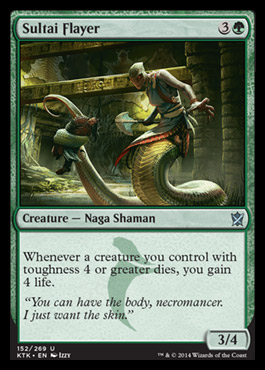 Sultai Flayer 3
Creature — Naga Shaman
Whenever a creature you control with
toughness 4 or greater dies, you gain
4 life.
“You can have the body, necromancer.
I just want the skin.”
3/4
152/269 U
KTK • EN Izzy
™ & © 2014 Wizards of the Coast